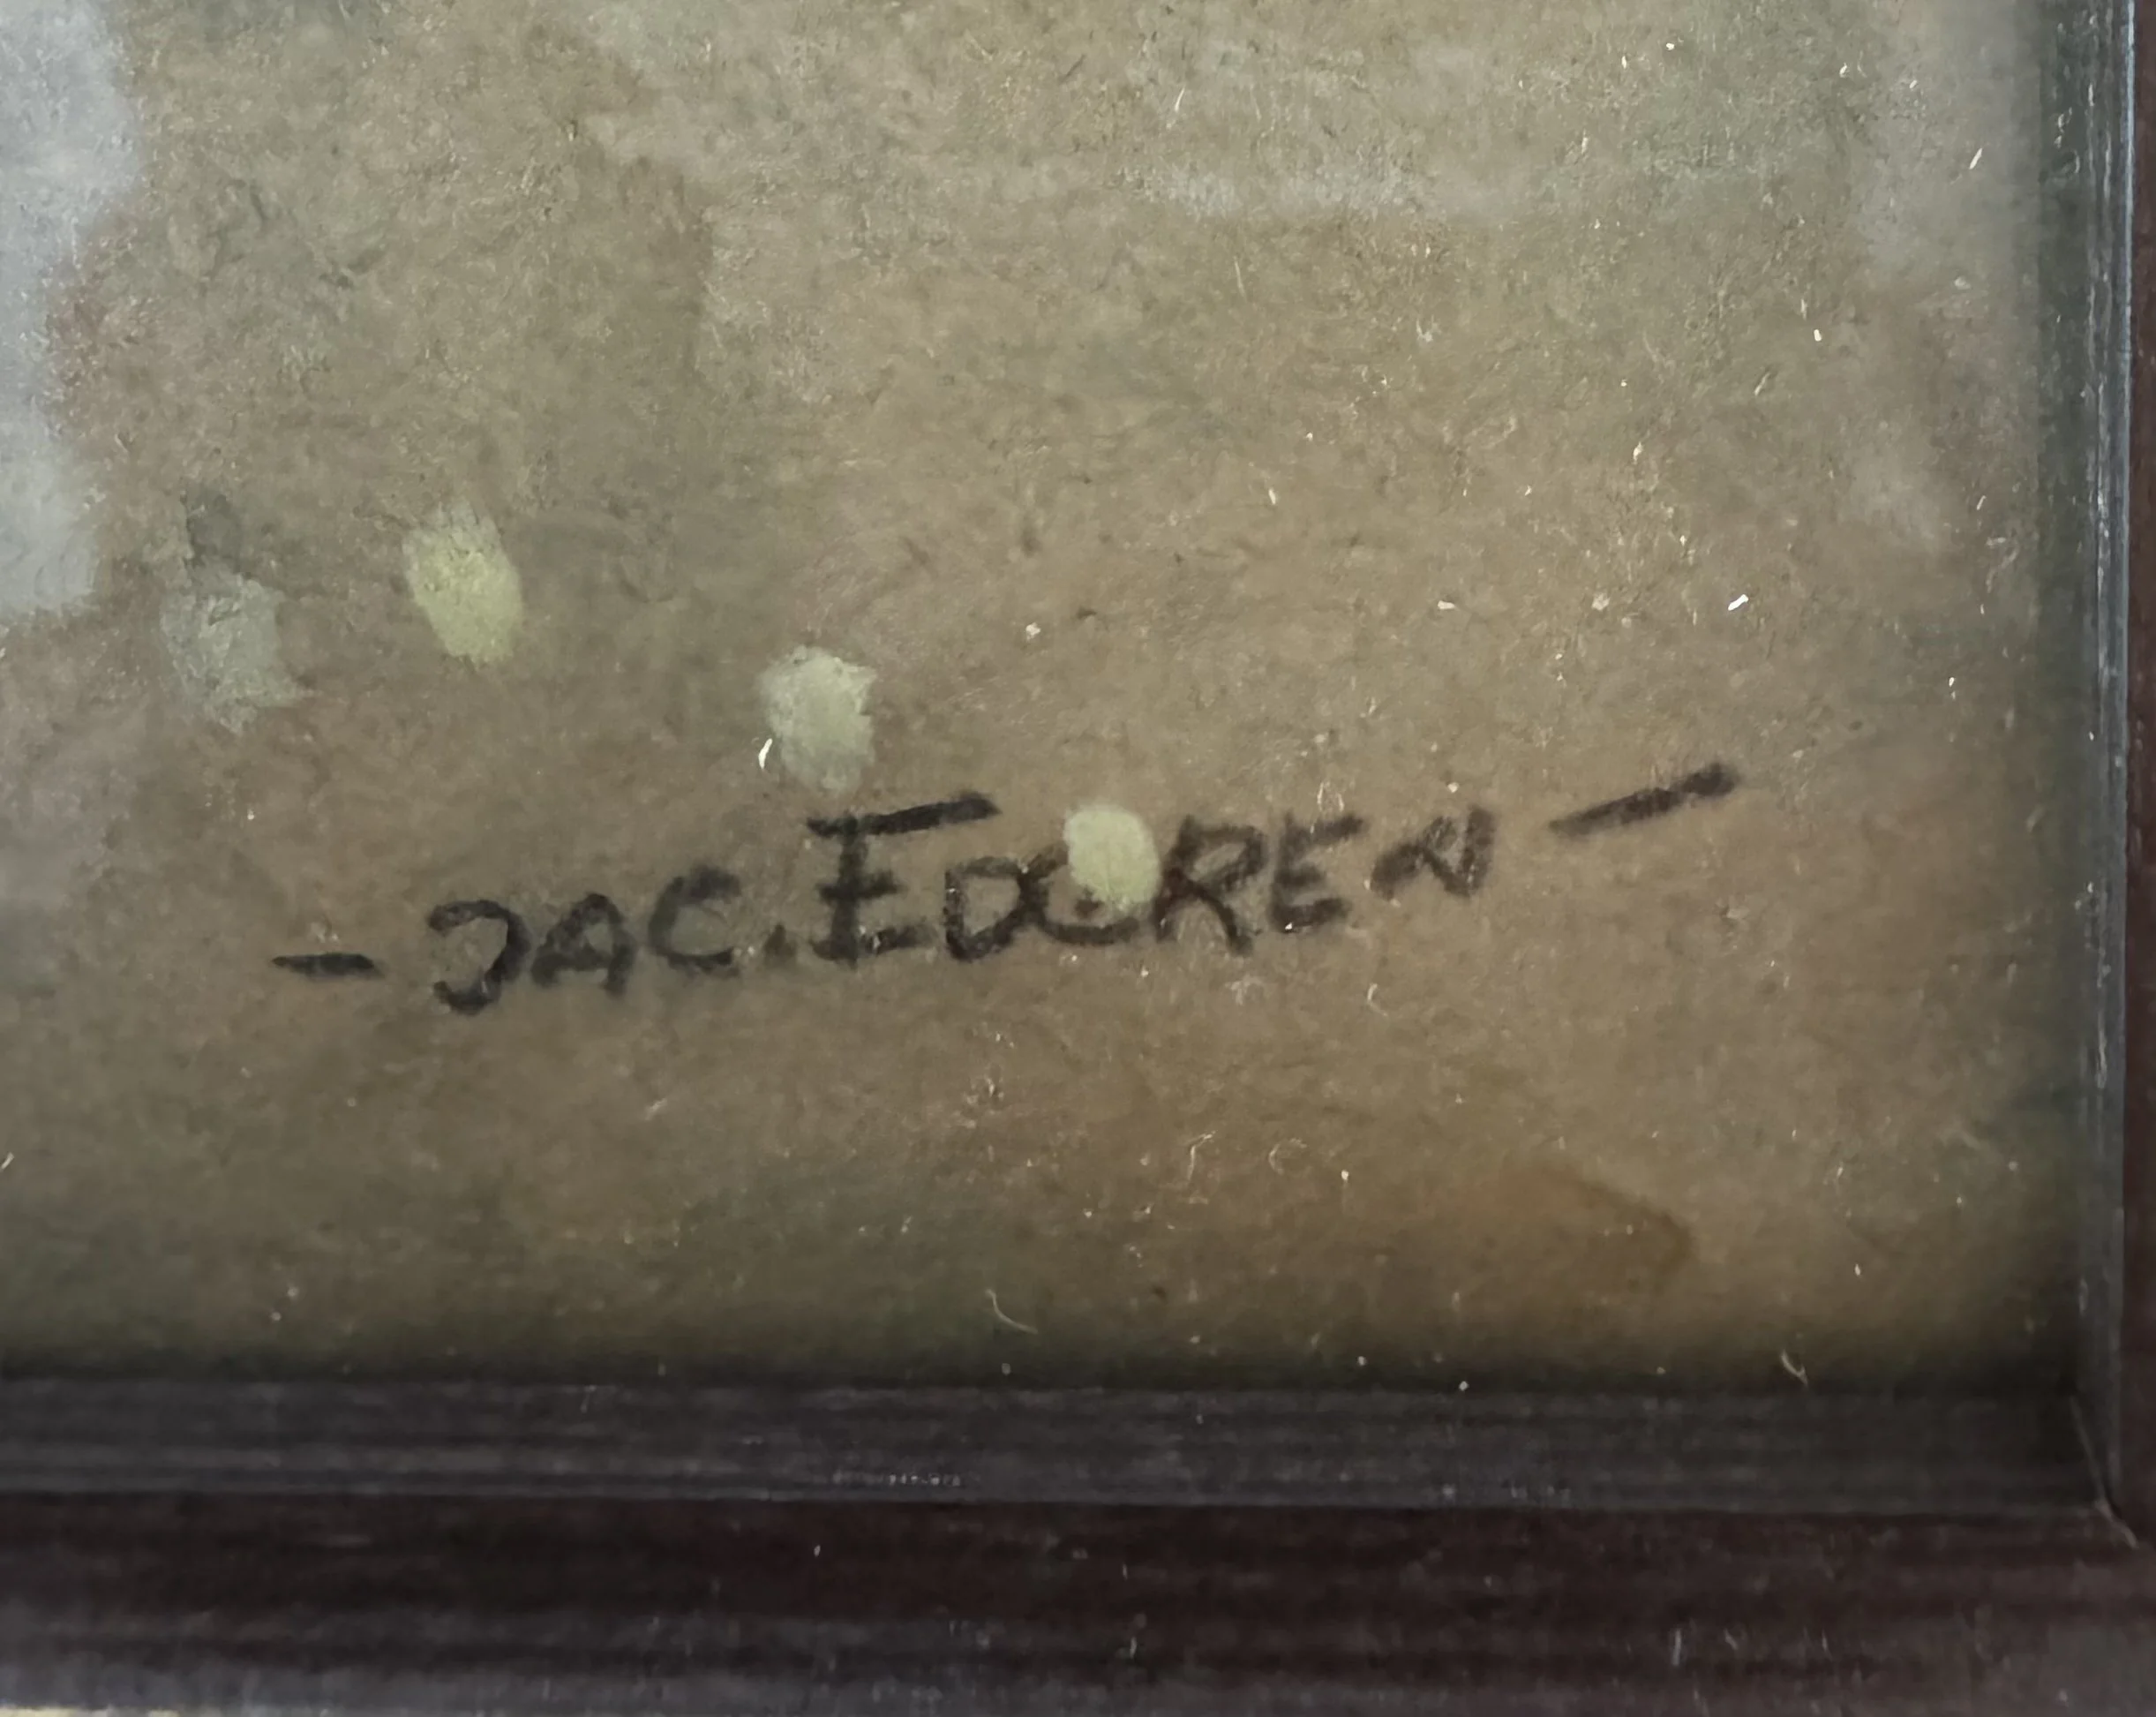 - JAC. EDGREN -